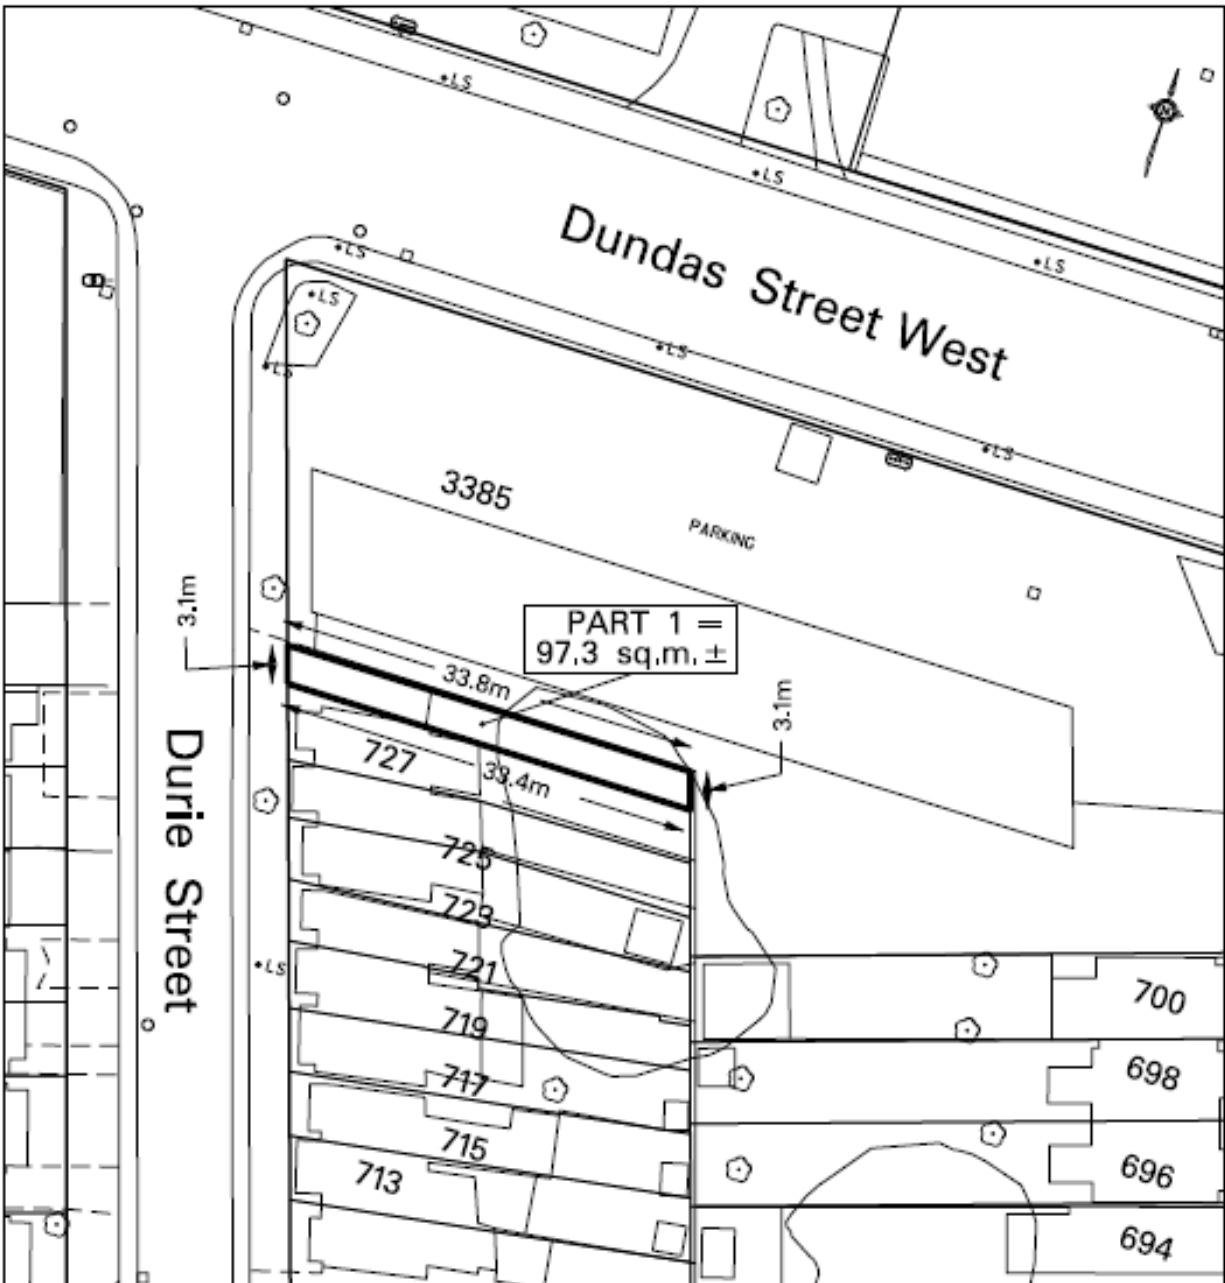 LS
LS
LS
LS
Dundas Street West
LS
LS
LS
LS
3385
PARKING
3.1m
PART 1 =
97.3 sq.m. ±
33.8m
3.1m
727
33.4m
Durie Street
725
723
721
LS
719
717
715
713
700
698
696
694
N